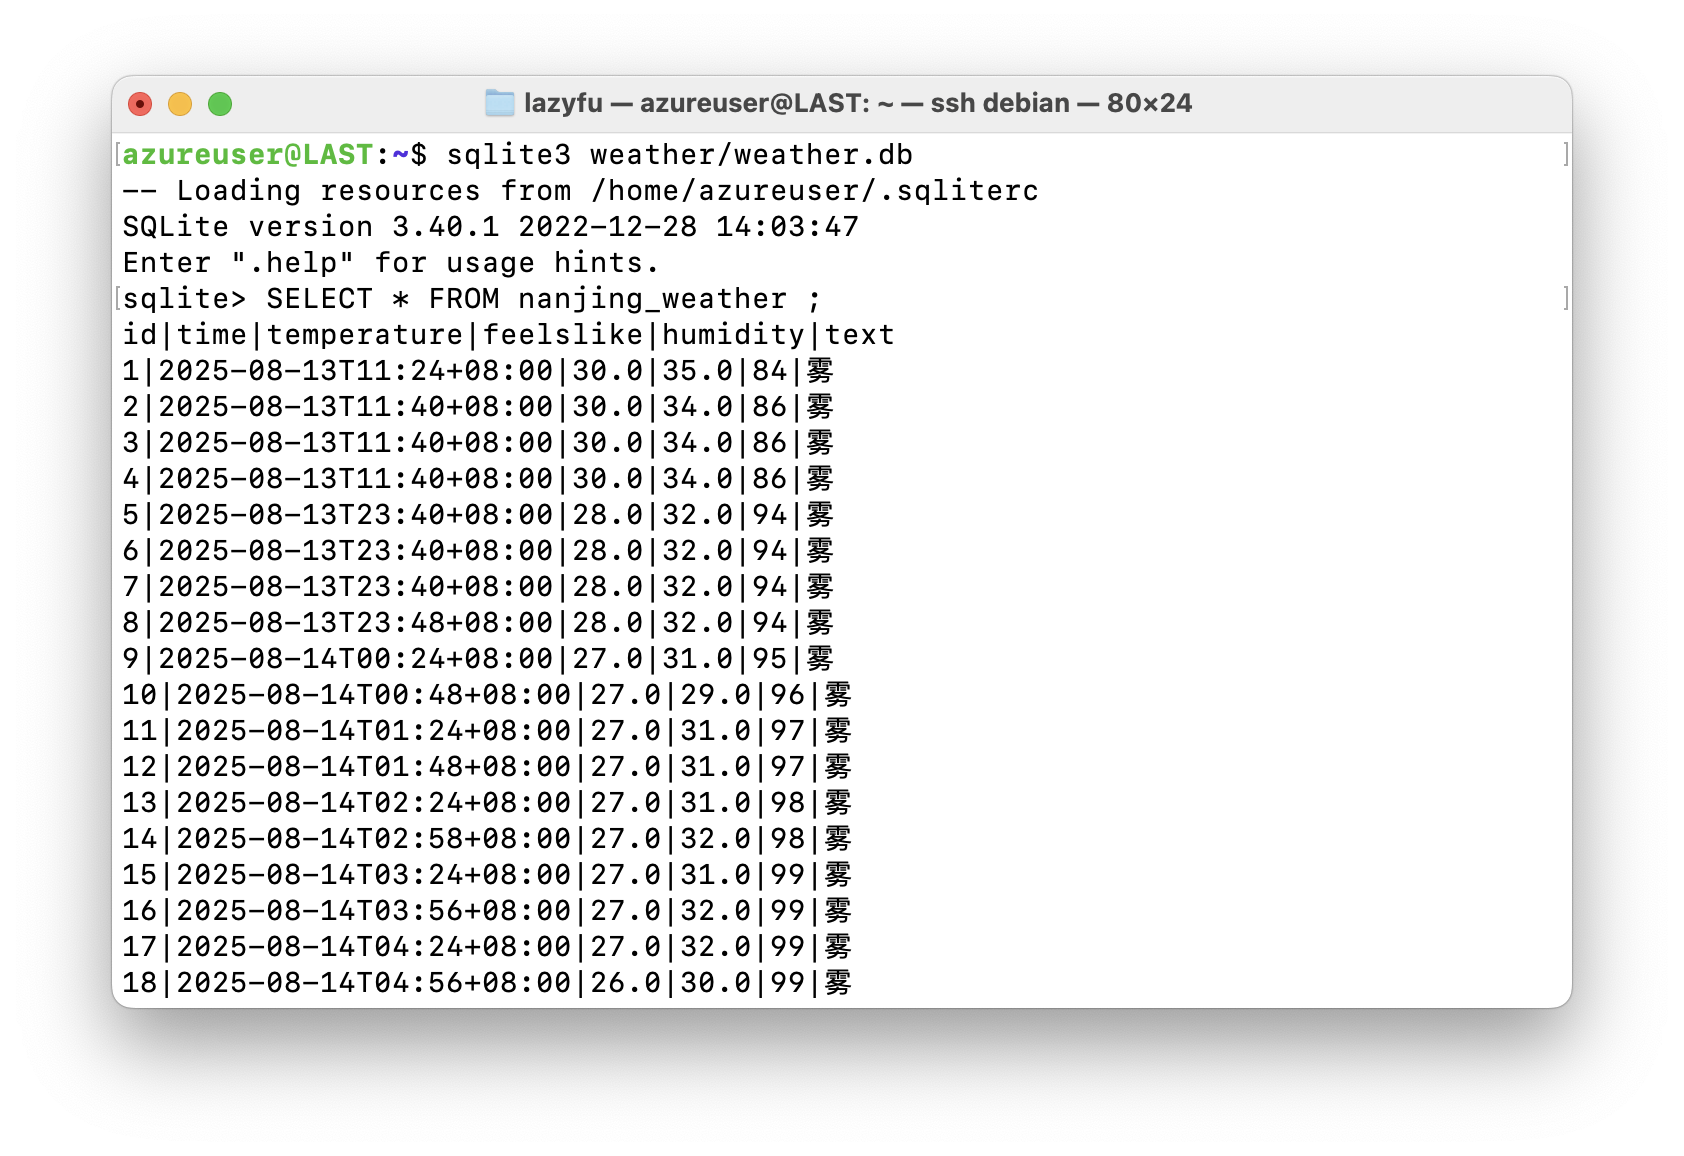 lazyfu — azureuser@LAST: ~ — ssh debian — 80×24
azureuser@LAST:~$ sqlite3 weather/weather.db
-- Loading resources from /home/azureuser/.sqliterc
SQLite version 3.40.1 2022-12-28 14:03:47
Enter ".help" for usage hints.
sqlite> SELECT * FROM nanjing_weather ;
id|time|temperature|feelslike|humidity|text
1|2025-08-13T11:24+08:00|30.0|35.0|84|雾
2|2025-08-13T11:40+08:00|30.0|34.0|86|雾
3|2025-08-13T11:40+08:00|30.0|34.0|86|雾
4|2025-08-13T11:40+08:00|30.0|34.0|86|雾
5|2025-08-13T23:40+08:00|28.0|32.0|94|雾
6|2025-08-13T23:40+08:00|28.0|32.0|94|雾
7|2025-08-13T23:40+08:00|28.0|32.0|94|雾
8|2025-08-13T23:48+08:00|28.0|32.0|94|雾
9|2025-08-14T00:24+08:00|27.0|31.0|95|雾
10|2025-08-14T00:48+08:00|27.0|29.0|96|雾
11|2025-08-14T01:24+08:00|27.0|31.0|97|雾
12|2025-08-14T01:48+08:00|27.0|31.0|97|雾
13|2025-08-14T02:24+08:00|27.0|31.0|98|雾
14|2025-08-14T02:58+08:00|27.0|32.0|98|雾
15|2025-08-14T03:24+08:00|27.0|31.0|99|雾
16|2025-08-14T03:56+08:00|27.0|32.0|99|雾
17|2025-08-14T04:24+08:00|27.0|32.0|99|雾
18|2025-08-14T04:56+08:00|26.0|30.0|99|雾